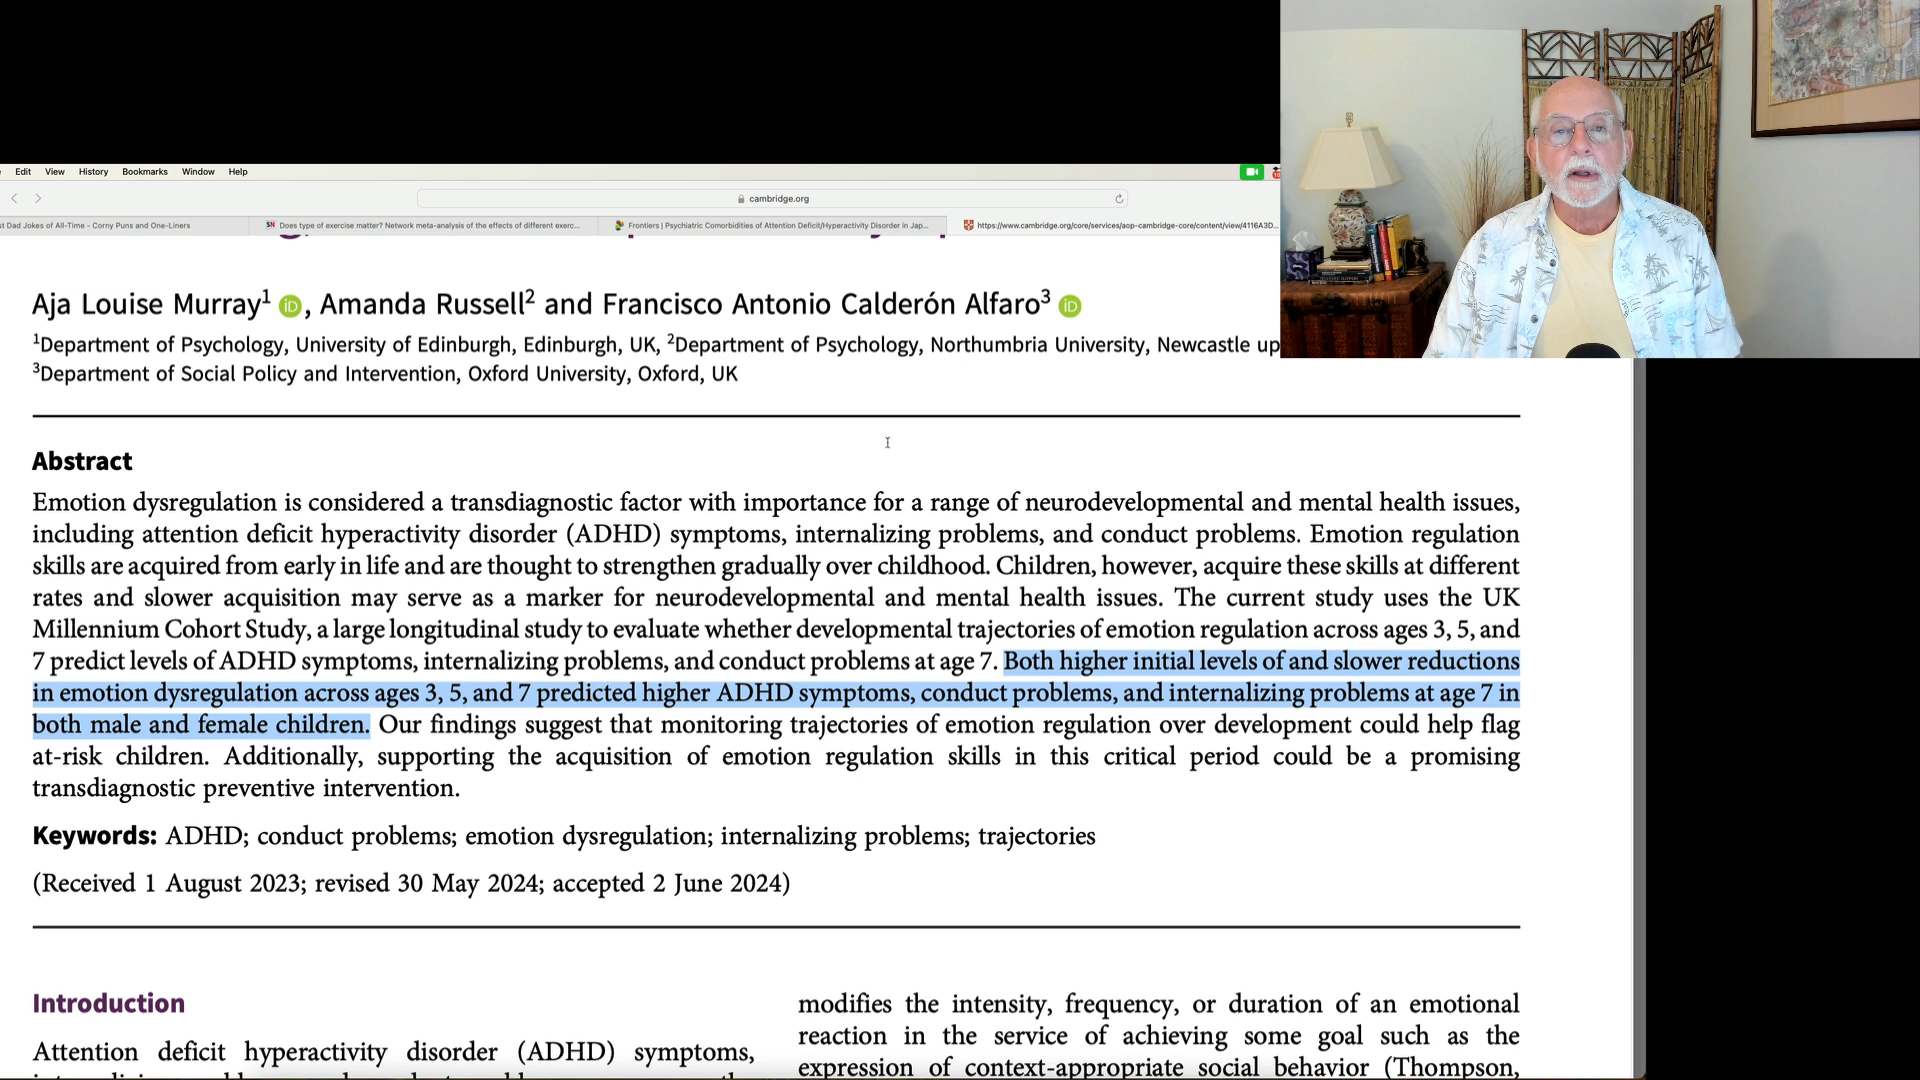 Edit View History Bookmarks Window Help
cambridge.org
st Dad Jokes of All-Time - Corny Puns and One-Liners
SN Does type of exercise matter? Network meta-analysis of the effects of different exerc...
Frontiers | Psychiatric Comorbidities of Attention Deficit/Hyperactivity Disorder in Jap...
https://www.cambridge.org/core/services/aop-cambridge-core/content/view/4116A3D...
Aja Louise Murray1 iD, Amanda Russell2 and Francisco Antonio Calderón Alfaro3 iD
1Department of Psychology, University of Edinburgh, Edinburgh, UK, 2Department of Psychology, Northumbria University, Newcastle up
3Department of Social Policy and Intervention, Oxford University, Oxford, UK
Abstract
Emotion dysregulation is considered a transdiagnostic factor with importance for a range of neurodevelopmental and mental health issues,
including attention deficit hyperactivity disorder (ADHD) symptoms, internalizing problems, and conduct problems. Emotion regulation
skills are acquired from early in life and are thought to strengthen gradually over childhood. Children, however, acquire these skills at different
rates and slower acquisition may serve as a marker for neurodevelopmental and mental health issues. The current study uses the UK
Millennium Cohort Study, a large longitudinal study to evaluate whether developmental trajectories of emotion regulation across ages 3, 5, and
7 predict levels of ADHD symptoms, internalizing problems, and conduct problems at age 7. Both higher initial levels of and slower reductions
in emotion dysregulation across ages 3, 5, and 7 predicted higher ADHD symptoms, conduct problems, and internalizing problems at age 7 in
both male and female children. Our findings suggest that monitoring trajectories of emotion regulation over development could help flag
at-risk children. Additionally, supporting the acquisition of emotion regulation skills in this critical period could be a promising
transdiagnostic preventive intervention.
Keywords: ADHD; conduct problems; emotion dysregulation; internalizing problems; trajectories
(Received 1 August 2023; revised 30 May 2024; accepted 2 June 2024)
Introduction
Attention deficit hyperactivity disorder (ADHD) symptoms,
modifies the intensity, frequency, or duration of an emotional
reaction in the service of achieving some goal such as the
expression of context-appropriate social behavior (Thompson,